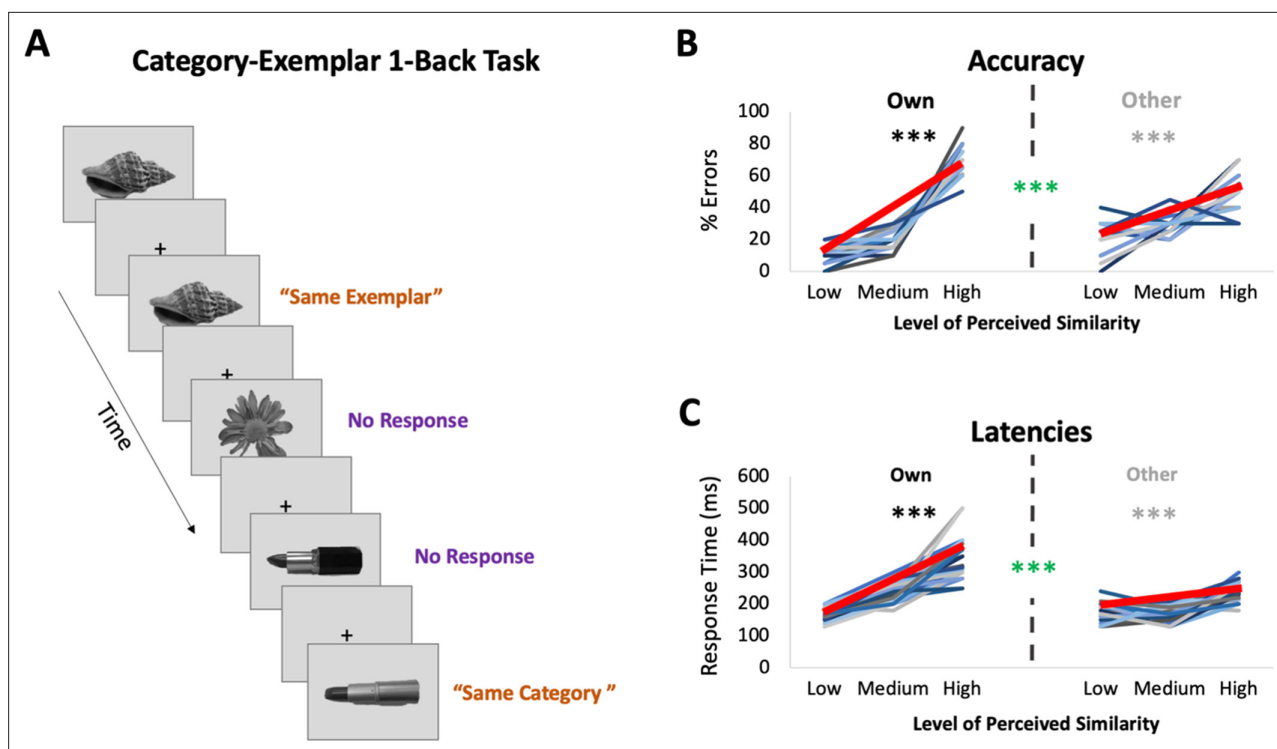 A
Category-Exemplar 1-Back Task
+
+
"Same Exemplar"
+
No Response
Time
+
No Response
+
"Same Category "
B
Accuracy
Own
Other
***
***
***
% Errors
100
80
60
40
20
0
Low Medium High
Low Medium High
Level of Perceived Similarity
C
Latencies
Own
Other
***
***
***
Response Time (ms)
600
500
400
300
200
100
0
Low Medium High
Low Medium High
Level of Perceived Similarity